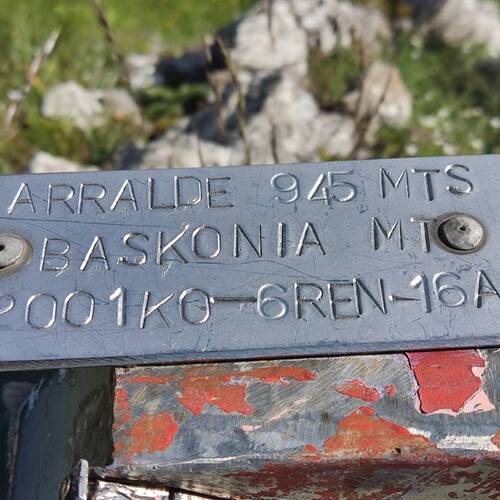 ARRALDE 945 MTS
BASKONIA MT
2001KO-6REN-16A